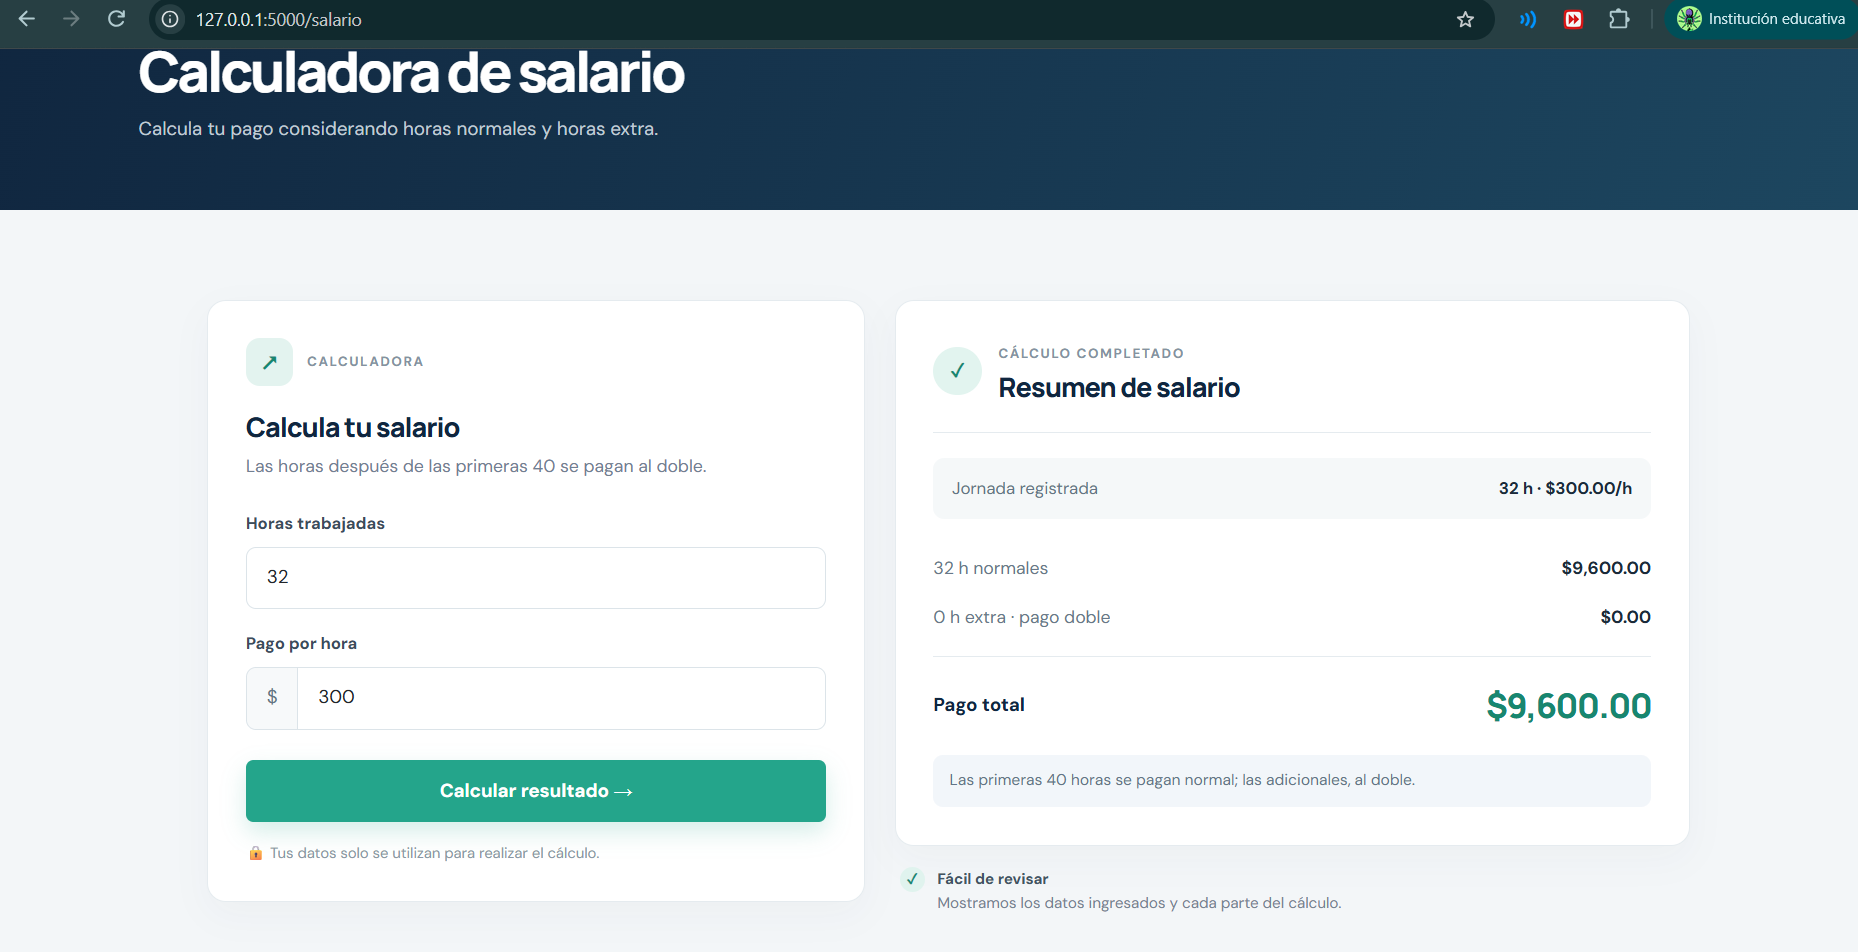 127.0.0.1:5000/salario
Institución educativa
Calculadora de salario
Calcula tu pago considerando horas normales y horas extra.
CALCULADORA
Calcula tu salario
Las horas después de las primeras 40 se pagan al doble.
Horas trabajadas
32
Pago por hora
$ 300
Calcular resultado →
Tus datos solo se utilizan para realizar el cálculo.
CÁLCULO COMPLETADO
Resumen de salario
Jornada registrada 32 h · $300.00/h
32 h normales $9,600.00
0 h extra · pago doble $0.00
Pago total $9,600.00
Las primeras 40 horas se pagan normal; las adicionales, al doble.
Fácil de revisar
Mostramos los datos ingresados y cada parte del cálculo.